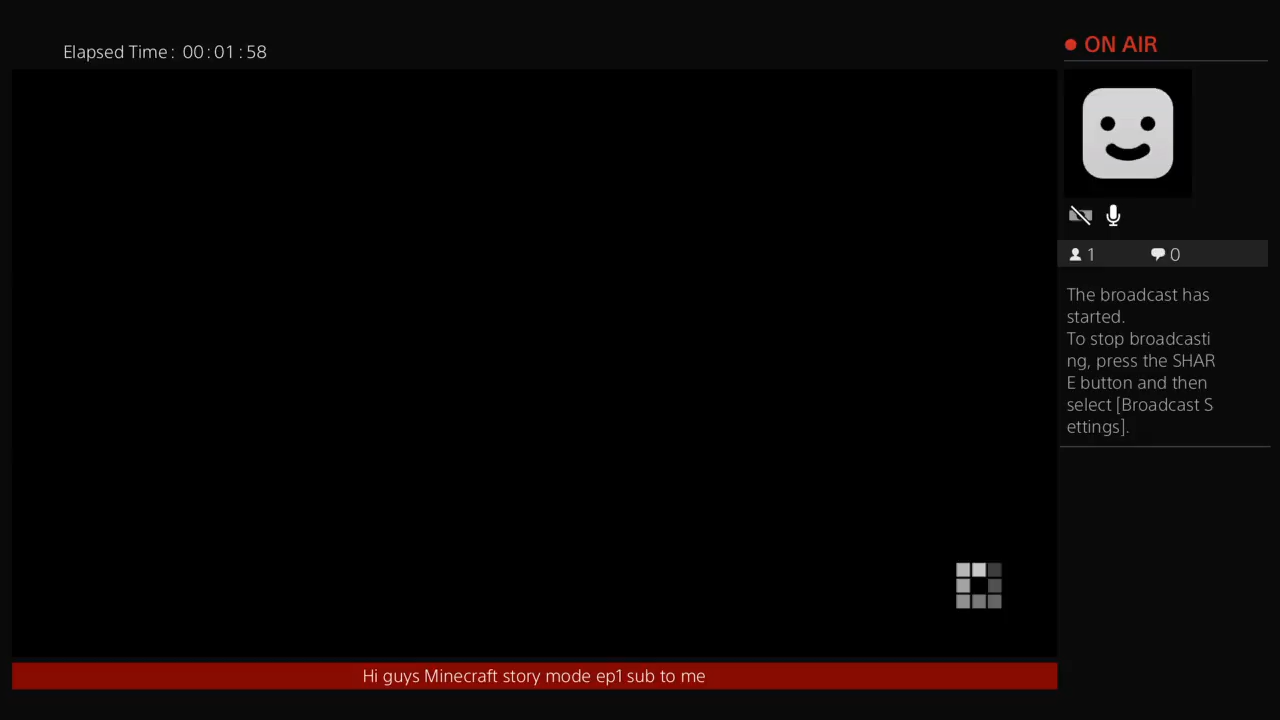 Elapsed Time: 00:01:58
ON AIR
1 0
The broadcast has
started.
To stop broadcasti
ng, press the SHAR
E button and then
select [Broadcast S
ettings].
Hi guys Minecraft story mode ep1 sub to me